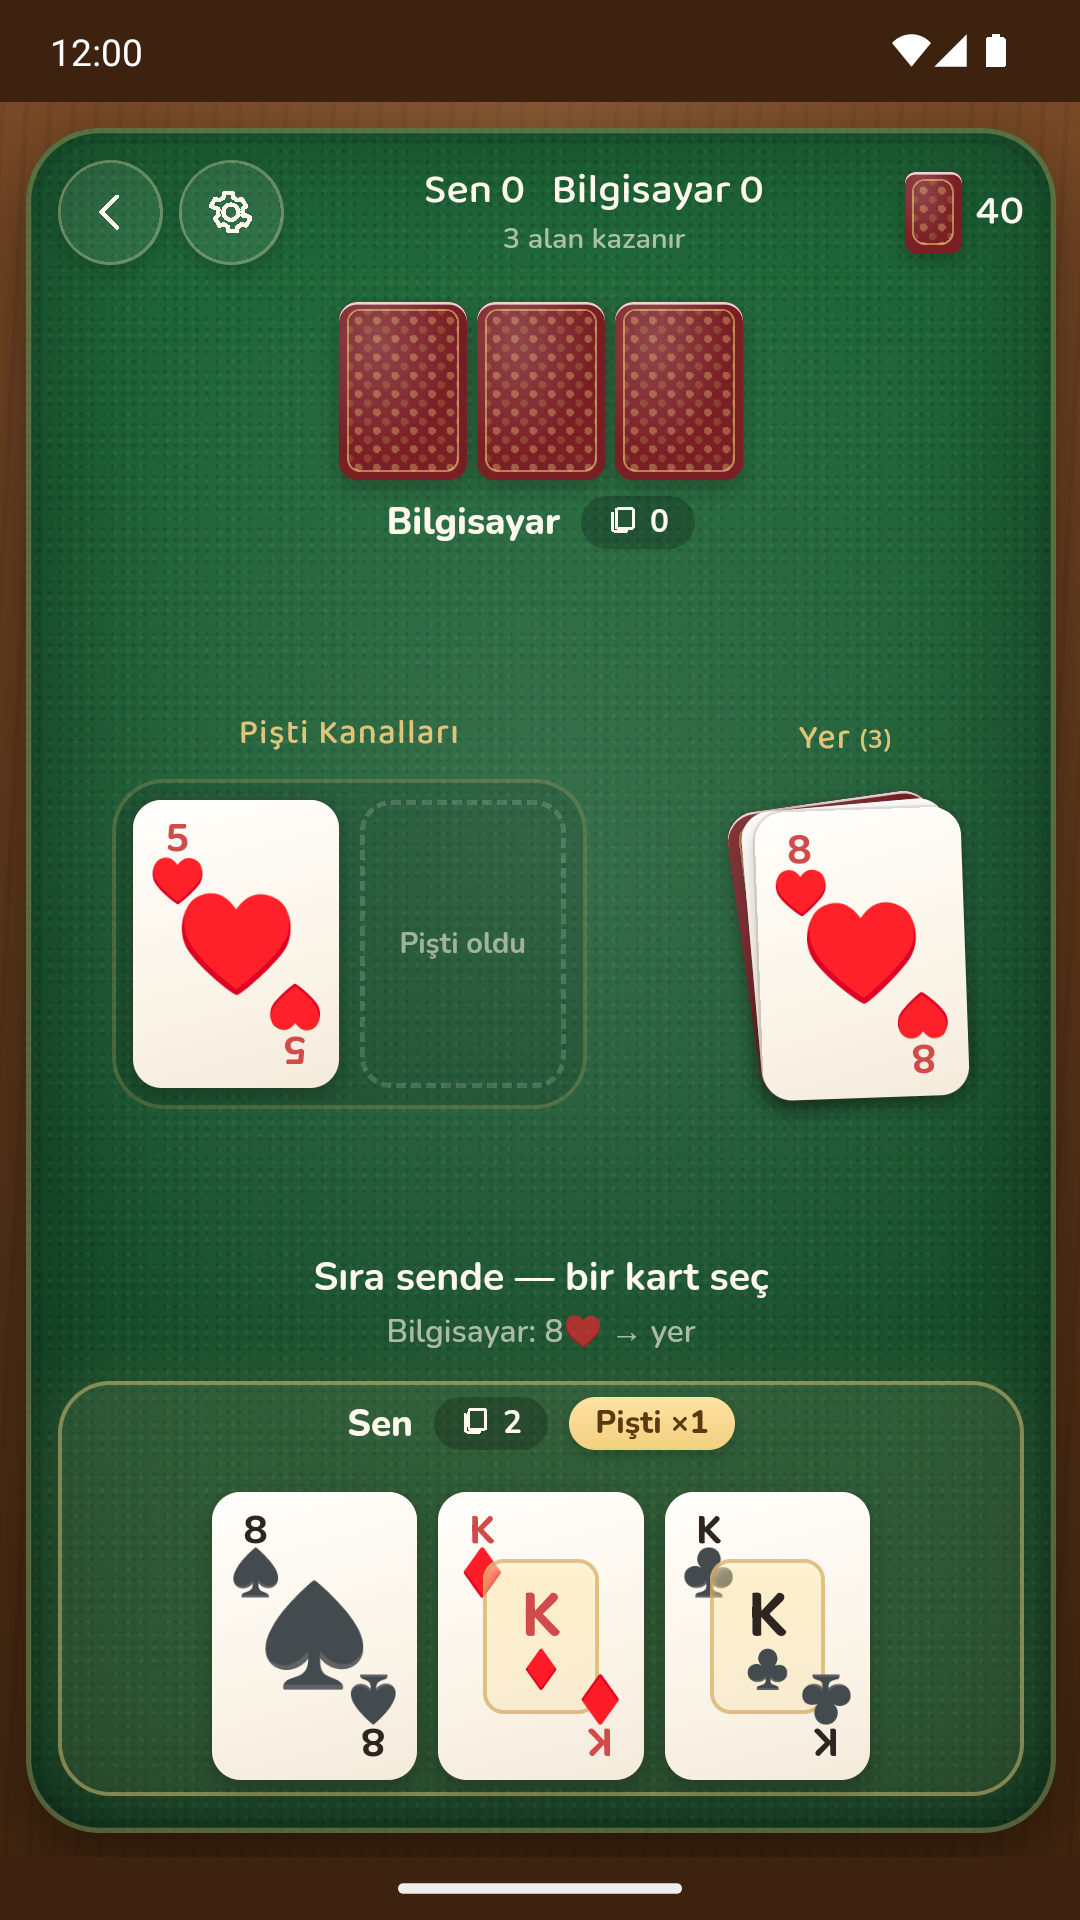 12:00
Sen 0 Bilgisayar 0
3 alan kazanır
40
Bilgisayar 0
Pişti Kanalları
Yer (3)
5
5
Pişti oldu
8
8
Sıra sende — bir kart seç
Bilgisayar: 8♥ → yer
Sen 2 Pişti ×1
8
8
K
K
K
K
K
K